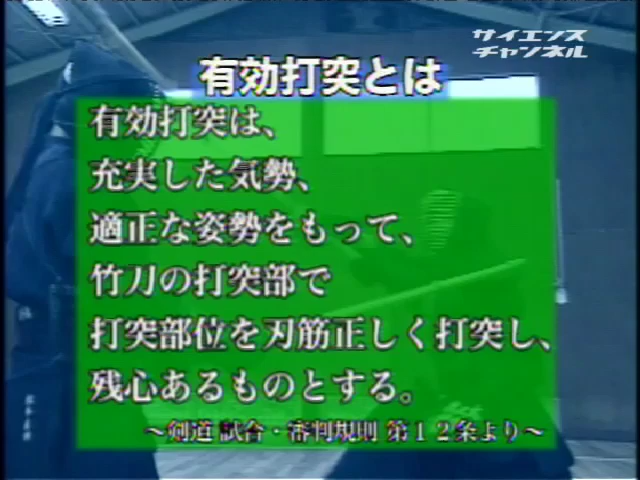 サイエンス
チャンネル
有効打突とは
有効打突は、
充実した気勢、
適正な姿勢をもって、
竹刀の打突部で
打突部位を刃筋正しく打突し、
残心あるものとする。
～剣道 試合・審判規則 第１２条より～